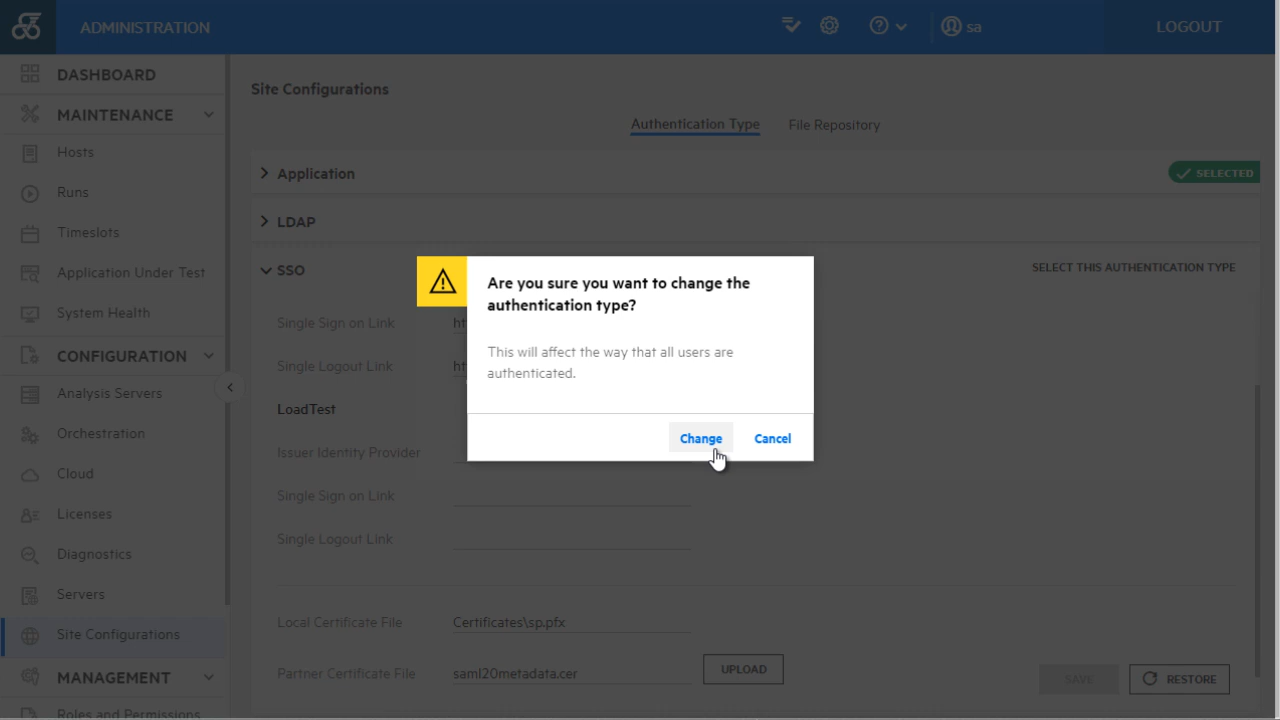 ADMINISTRATION
sa
LOGOUT
DASHBOARD
MAINTENANCE
Hosts
Runs
Timeslots
Application Under Test
System Health
CONFIGURATION
Analysis Servers
Orchestration
Cloud
Licenses
Diagnostics
Servers
Site Configurations
MANAGEMENT
Roles and Permissions
Site Configurations
Authentication Type
File Repository
Application
SELECTED
LDAP
SSO
SELECT THIS AUTHENTICATION TYPE
Single Sign on Link
ht
Single Logout Link
ht
LoadTest
Issuer Identity Provider
Single Sign on Link
Single Logout Link
Local Certificate File
Certificates\sp.pfx
Partner Certificate File
saml20metadata.cer
UPLOAD
SAVE
RESTORE
Are you sure you want to change the
authentication type?
This will affect the way that all users are
authenticated.
Change
Cancel